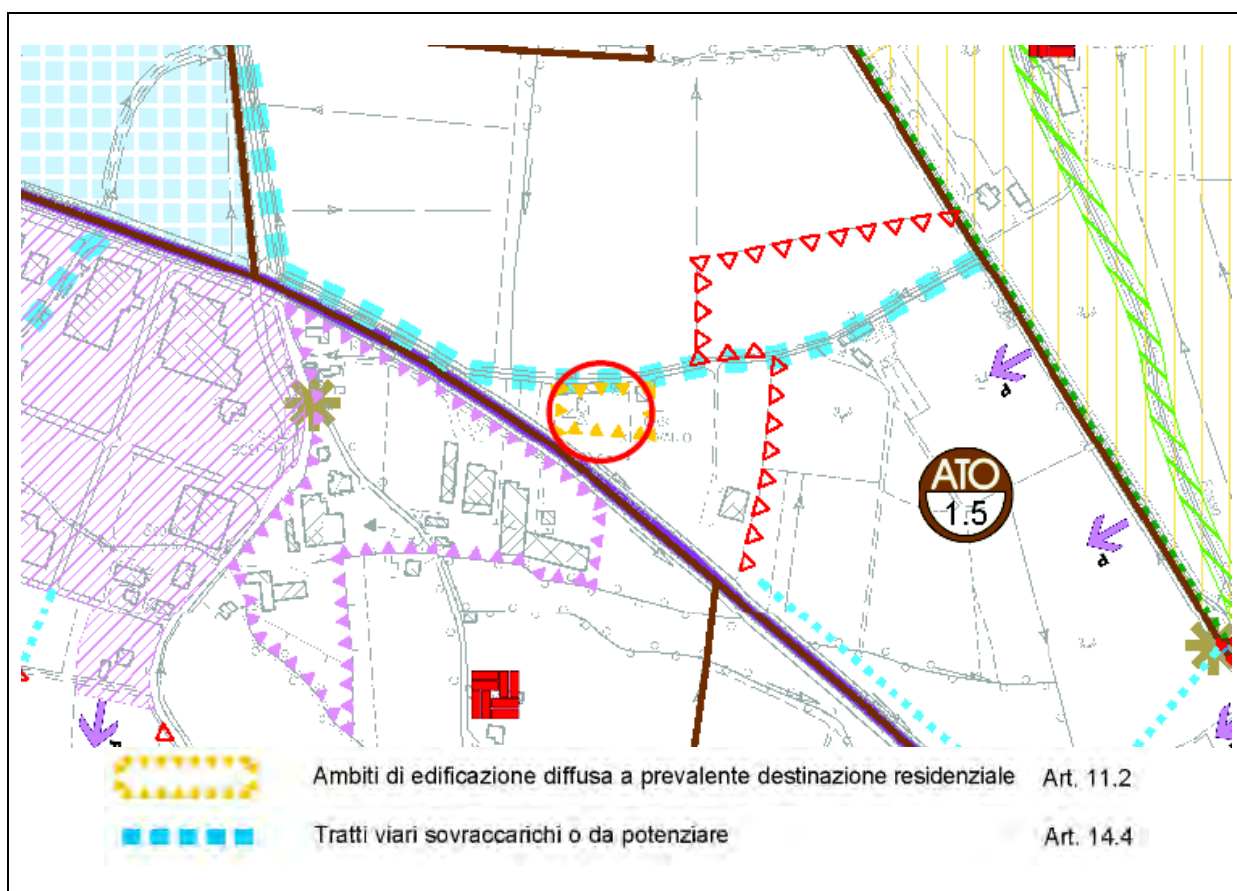 ATO
1.5
d
d
Ambiti di edificazione diffusa a prevalente destinazione residenziale Art. 11.2
Tratti viari sovraccarichi o da potenziare Art. 14.4